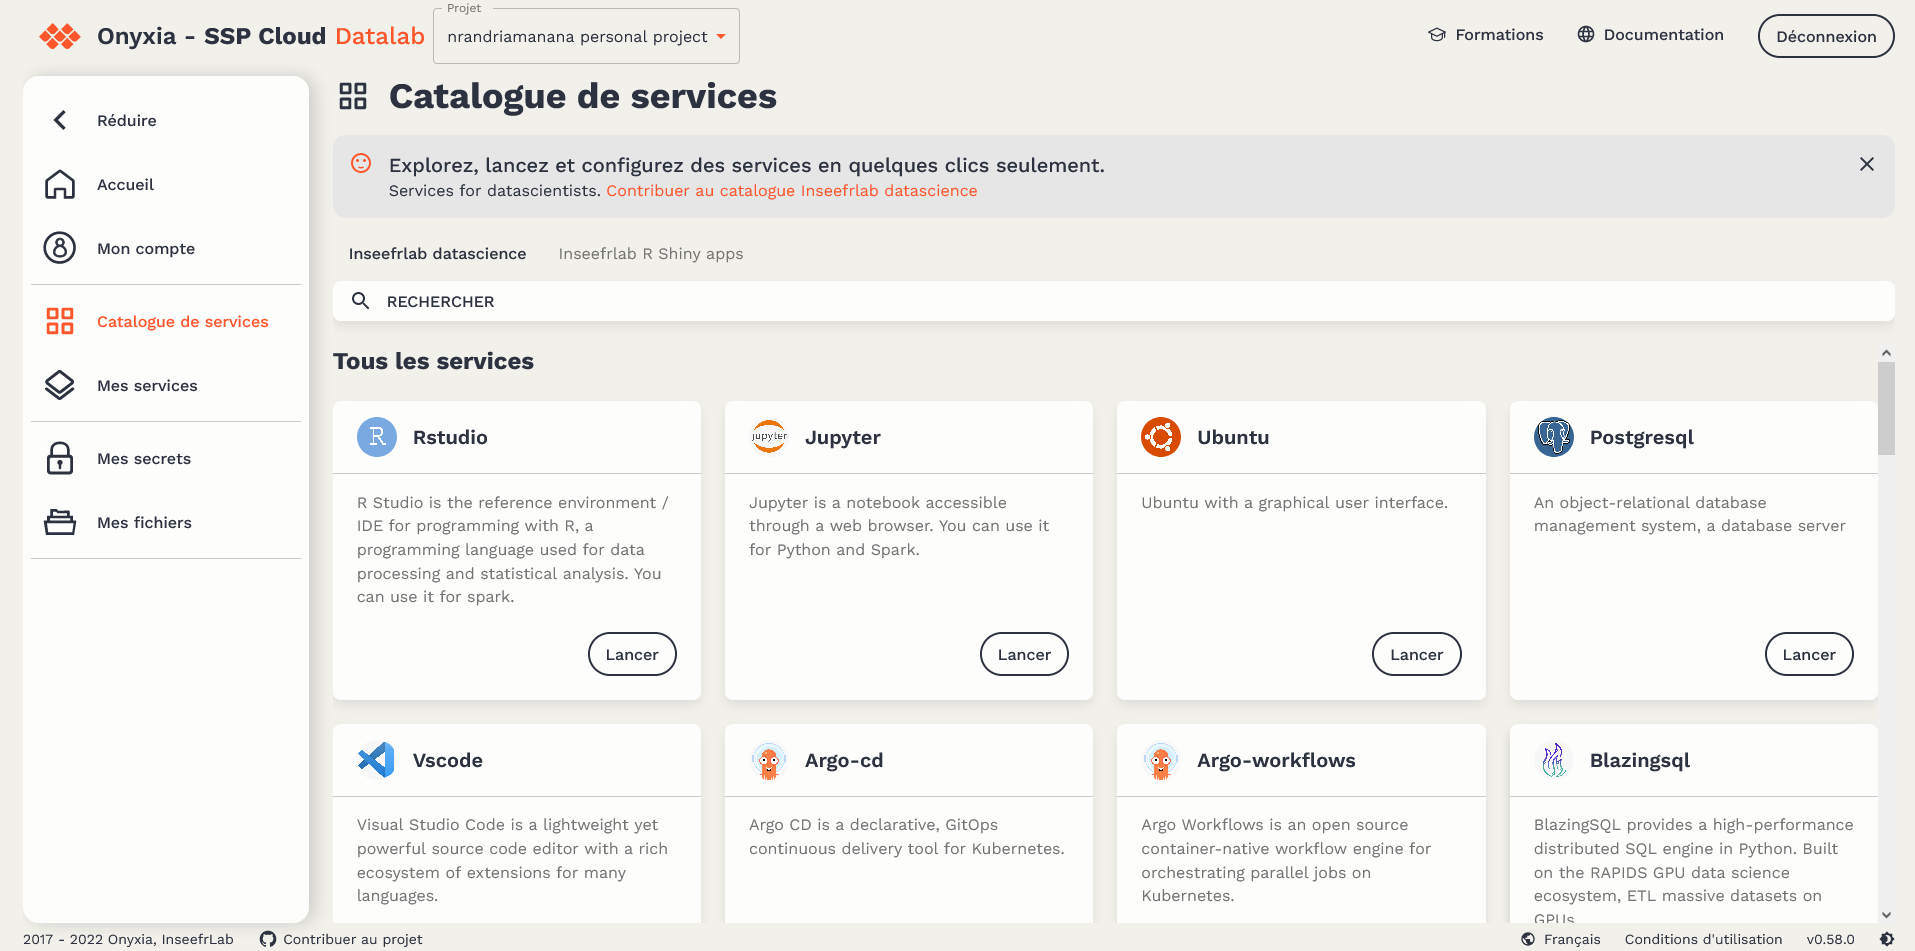 Onyxia - SSP Cloud Datalab
Projet
nrandriamanana personal project
Formations
Documentation
Déconnexion
Réduire
Accueil
Mon compte
Catalogue de services
Mes services
Mes secrets
Mes fichiers
Catalogue de services
Explorez, lancez et configurez des services en quelques clics seulement.
Services for datascientists. Contribuer au catalogue Inseefrlab datascience
Inseefrlab datascience
Inseefrlab R Shiny apps
RECHERCHER
Tous les services
R
Rstudio
R Studio is the reference environment /
IDE for programming with R, a
programming language used for data
processing and statistical analysis. You
can use it for spark.
Lancer
jupyter
Jupyter
Jupyter is a notebook accessible
through a web browser. You can use it
for Python and Spark.
Lancer
Ubuntu
Ubuntu with a graphical user interface.
Lancer
Postgresql
An object-relational database
management system, a database server
Lancer
Vscode
Visual Studio Code is a lightweight yet
powerful source code editor with a rich
ecosystem of extensions for many
languages.
Argo-cd
Argo CD is a declarative, GitOps
continuous delivery tool for Kubernetes.
Argo-workflows
Argo Workflows is an open source
container-native workflow engine for
orchestrating parallel jobs on
Kubernetes.
Blazingsql
BlazingSQL provides a high-performance
distributed SQL engine in Python. Built
on the RAPIDS GPU data science
ecosystem, ETL massive datasets on
GPUs
2017 - 2022 Onyxia, InseefrLab
Contribuer au projet
Français
Conditions d'utilisation
v0.58.0